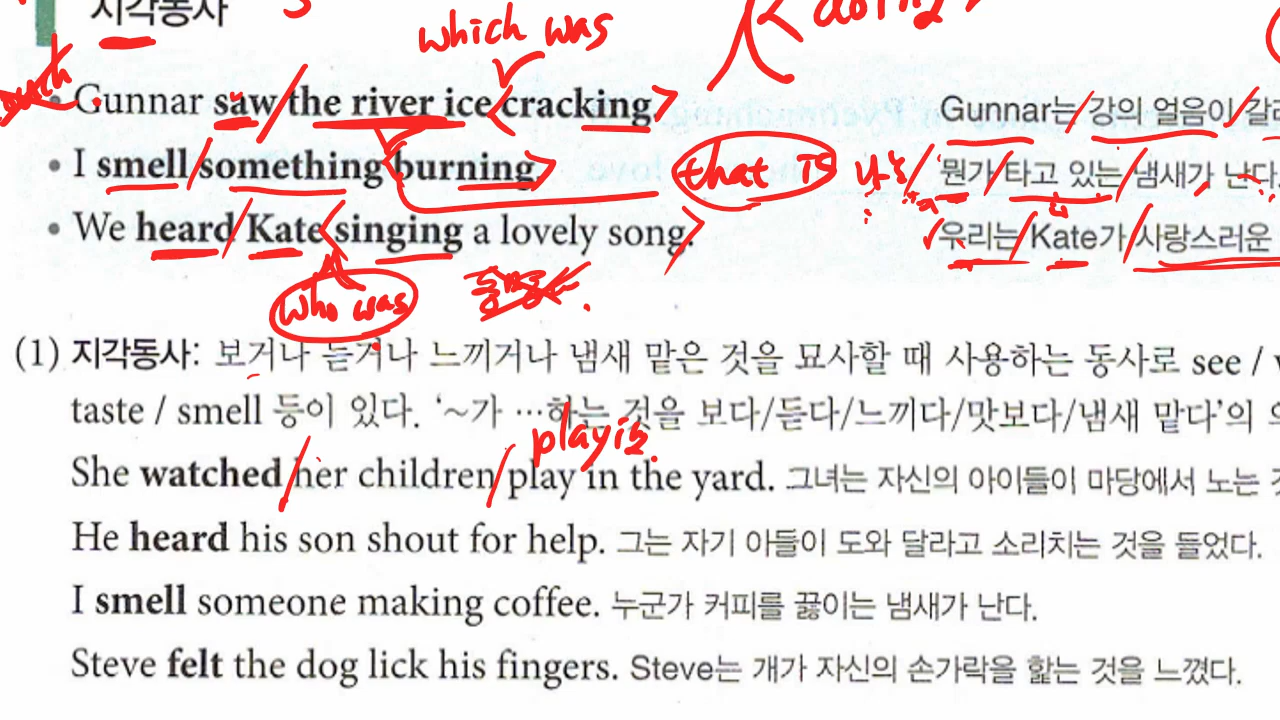 지각동사
doing
which was
• Gunnar saw the river ice cracking. Gunnar는 강의 얼음이
• I smell something burning. that is 나는 뭔가 타고 있는 냄새가 난다.
• We heard Kate singing a lovely song. 우리는 Kate가 사랑스러운
who was
(1) 지각동사: 보거나 듣거나 느끼거나 냄새 맡은 것을 묘사할 때 사용하는 동사로 see /
taste / smell 등이 있다. ‘~가 …하는 것을 보다/듣다/느끼다/맛보다/냄새 맡다’의
She watched her children play in the yard. 그녀는 자신의 아이들이 마당에서 노는
He heard his son shout for help. 그는 자기 아들이 도와 달라고 소리치는 것을 들었다.
I smell someone making coffee. 누군가 커피를 끓이는 냄새가 난다.
Steve felt the dog lick his fingers. Steve는 개가 자신의 손가락을 핥는 것을 느꼈다.